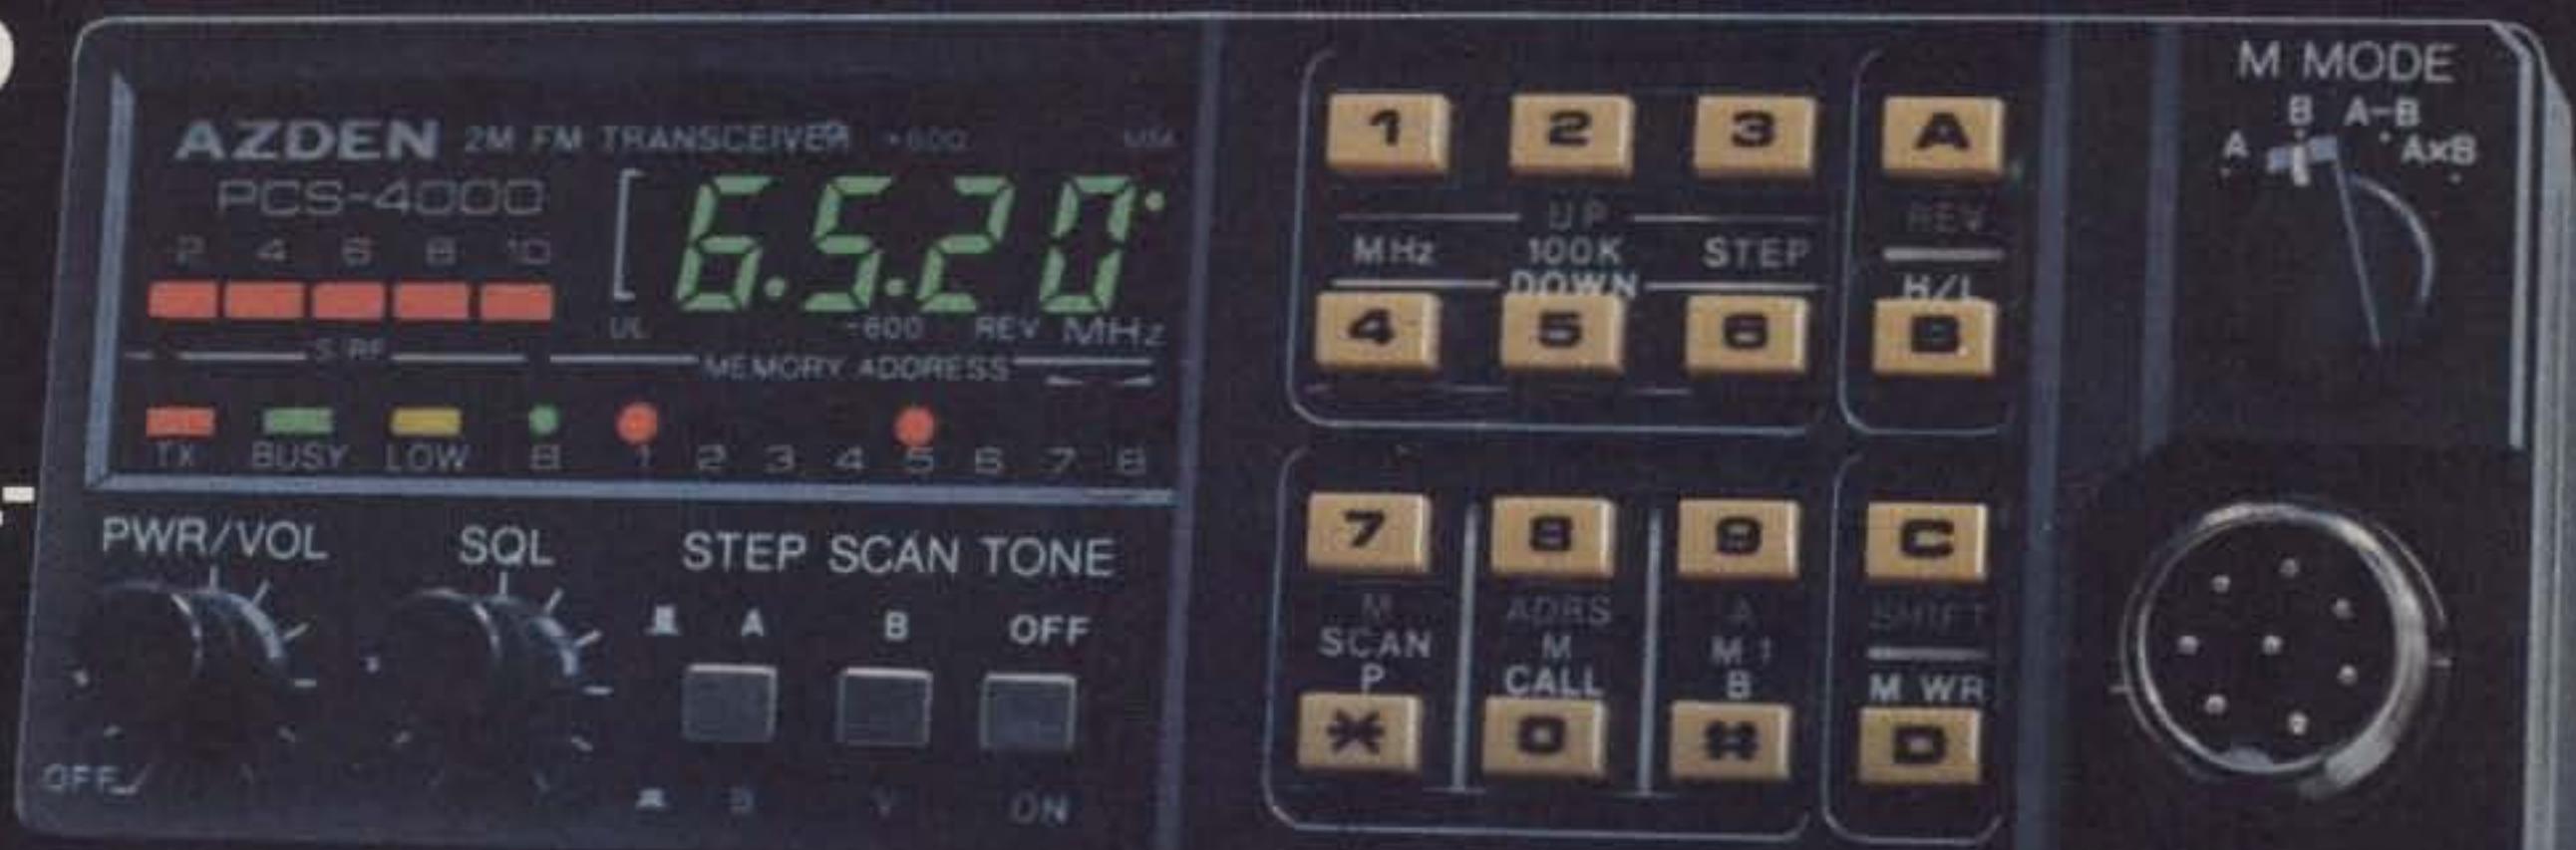 AZDEN 2M FM TRANSCEIVER +600 MM
PCS-4000
2 4 6 8 10
6.5.20
UL -600 REV MHz
S RF
MEMORY ADDRESS
TX BUSY LOW B 1 2 3 4 5 6 7 8
PWR/VOL SQL STEP SCAN TONE
A B OFF
OFF
B V ON
1 2 3 A
UP REV
MHz 100K STEP
DOWN H/L
4 5 6 B
7 8 9 C
M ADRS A SHIFT
SCAN M M:
P CALL B M WR
* 0 # D
M MODE
B A-B
A AxB